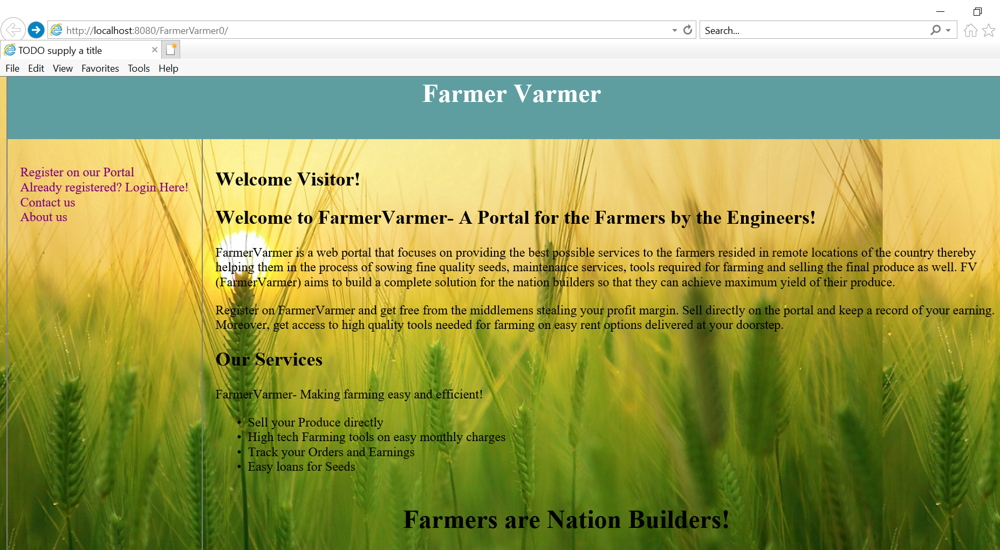 http://localhost:8080/FarmerVarmer0/
Search...
TODO supply a title
File Edit View Favorites Tools Help
Farmer Varmer
Register on our Portal
Already registered? Login Here!
Contact us
About us
Welcome Visitor!
Welcome to FarmerVarmer- A Portal for the Farmers by the Engineers!
FarmerVarmer is a web portal that focuses on providing the best possible services to the farmers resided in remote locations of the country thereby
helping them in the process of sowing fine quality seeds, maintenance services, tools required for farming and selling the final produce as well. FV
(FarmerVarmer) aims to build a complete solution for the nation builders so that they can achieve maximum yield of their produce.
Register on FarmerVarmer and get free from the middlemens stealing your profit margin. Sell directly on the portal and keep a record of your earning.
Moreover, get access to high quality tools needed for farming on easy rent options delivered at your doorstep.
Our Services
FarmerVarmer- Making farming easy and efficient!
• Sell your Produce directly
• High tech Farming tools on easy monthly charges
• Track your Orders and Earnings
• Easy loans for Seeds
Farmers are Nation Builders!